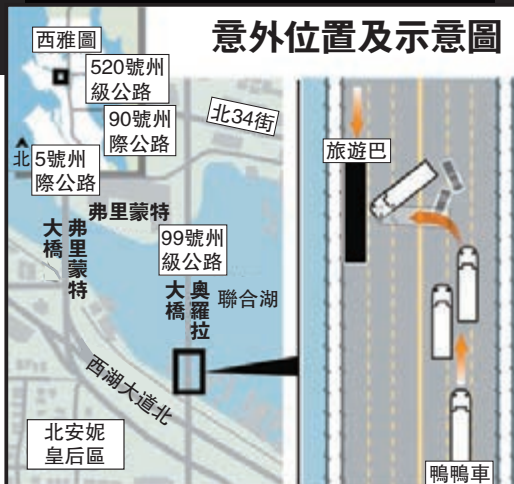 意外位置及示意圖
西雅圖
520號州
級公路
90號州
際公路
北34街
北
5號州
際公路
弗里蒙特
弗里蒙特
大橋
99號州
級公路
奧羅拉
大橋
聯合湖
西湖大道北
北安妮
皇后區
旅遊巴
鴨鴨車